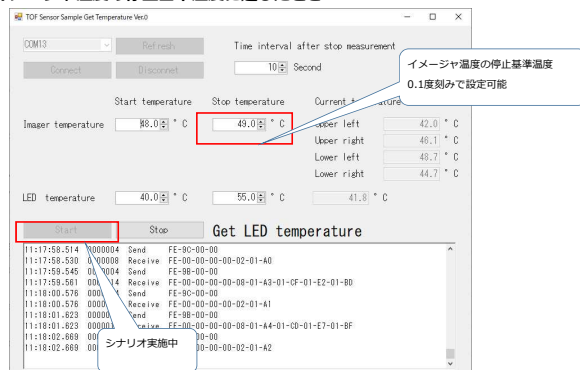 TOF Sensor Sample Get Temperature Ver.0
COM13
Refresh
Time interval after stop measurement
Connect
Disconnet
10
Second
イメージャ温度の停止基準温度
0.1度刻みで設定可能
Start temperature
Stop temperature
Imager temperature
48.0 ° C
49.0 ° C
Upper left
42.0 ° C
Upper right
46.1 ° C
Lower left
48.7 ° C
Lower right
44.7 ° C
LED temperature
40.0 ° C
55.0 ° C
41.8 ° C
Start
Stop
Get LED temperature
11:17:58.514 0000004 Send FE-9C-00-00
11:17:58.530 0000008 Receive FE-00-00-00-02-01-A0
11:17:59.545 Send FE-9B-00-00
11:17:59.561 Receive FE-00-00-00-08-01-A3-01-CF-01-E2-01-BD
11:18:00.576 Send FE-9C-00-00
11:18:00.576 Receive FE-00-00-00-02-01-A1
11:18:01.623 Send FE-9B-00-00
11:18:01.623 FE-00-00-00-08-01-A4-01-CD-01-E7-01-BF
11:18:02.669
11:18:02.669 00-00-02-01-A2
シナリオ実施中